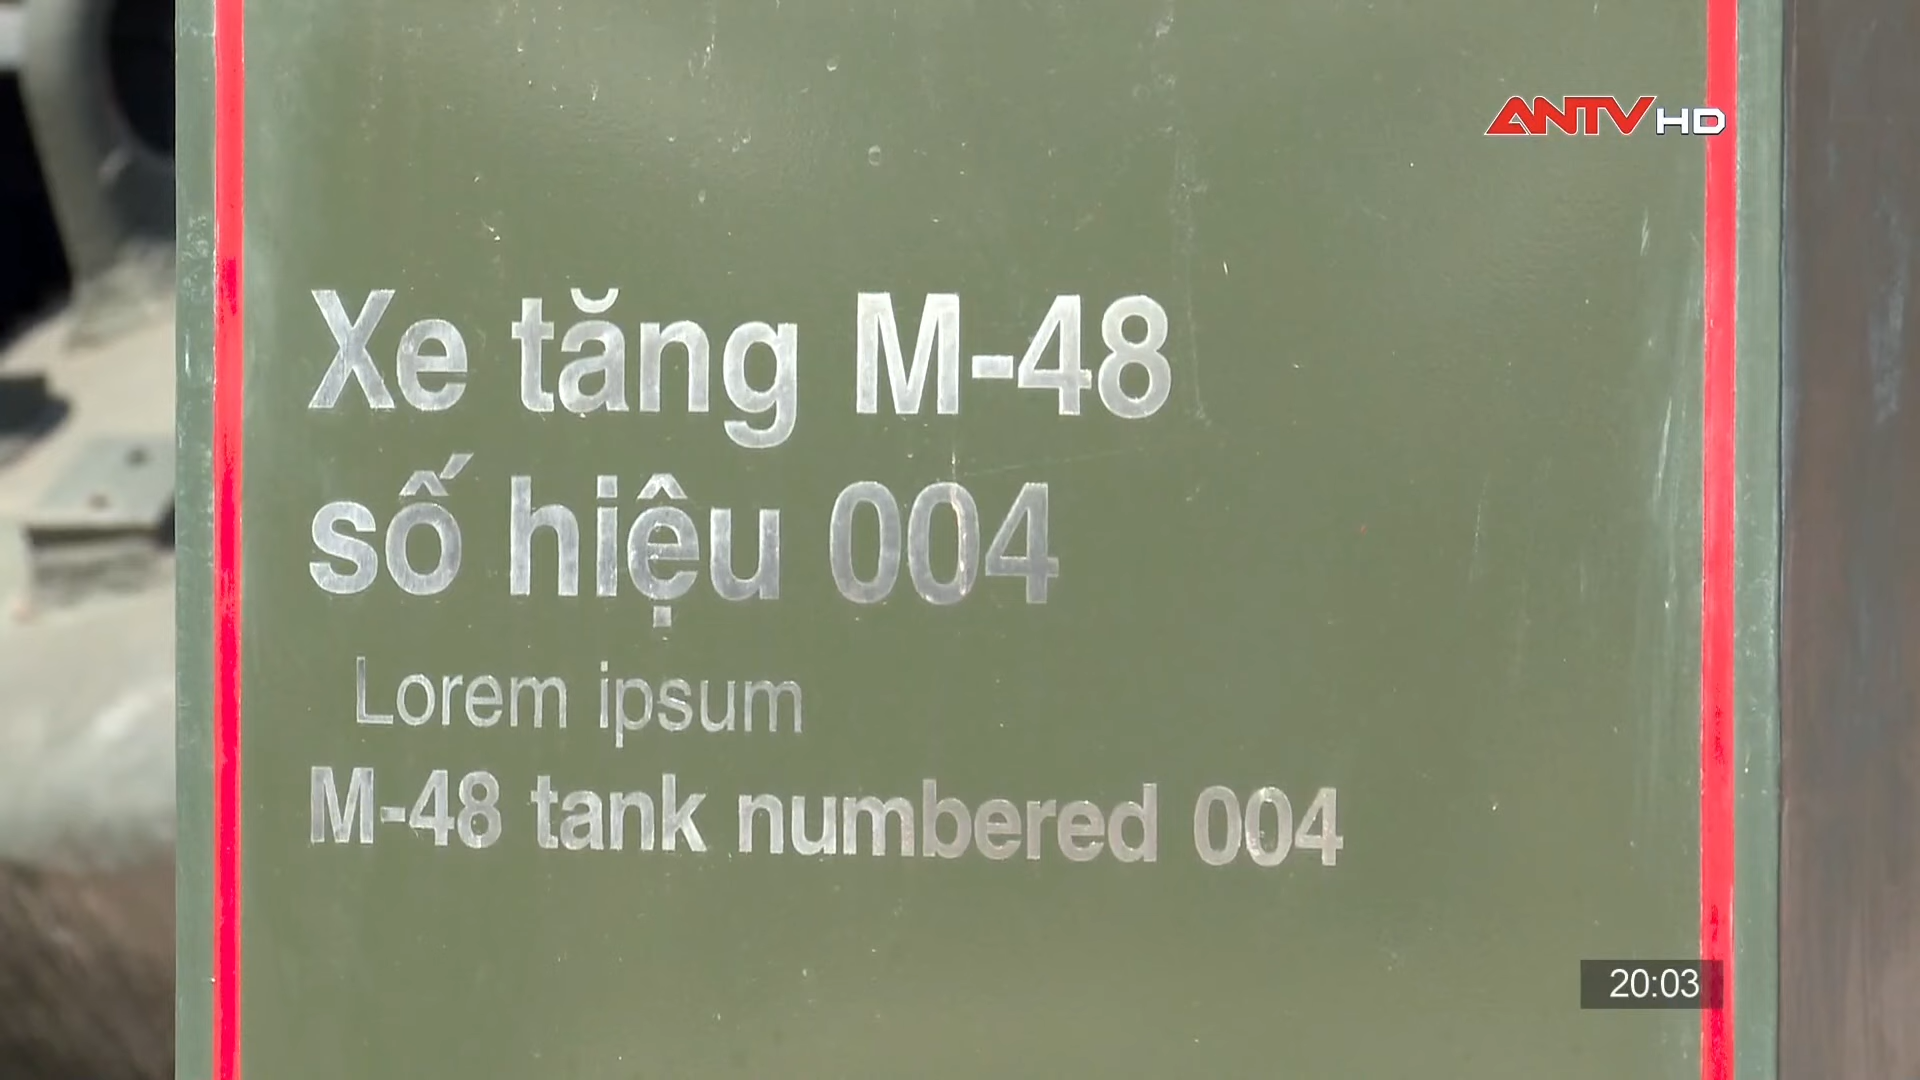 ANTV HD
Xe tăng M-48
số hiệu 004
Lorem ipsum
M-48 tank numbered 004
20:03